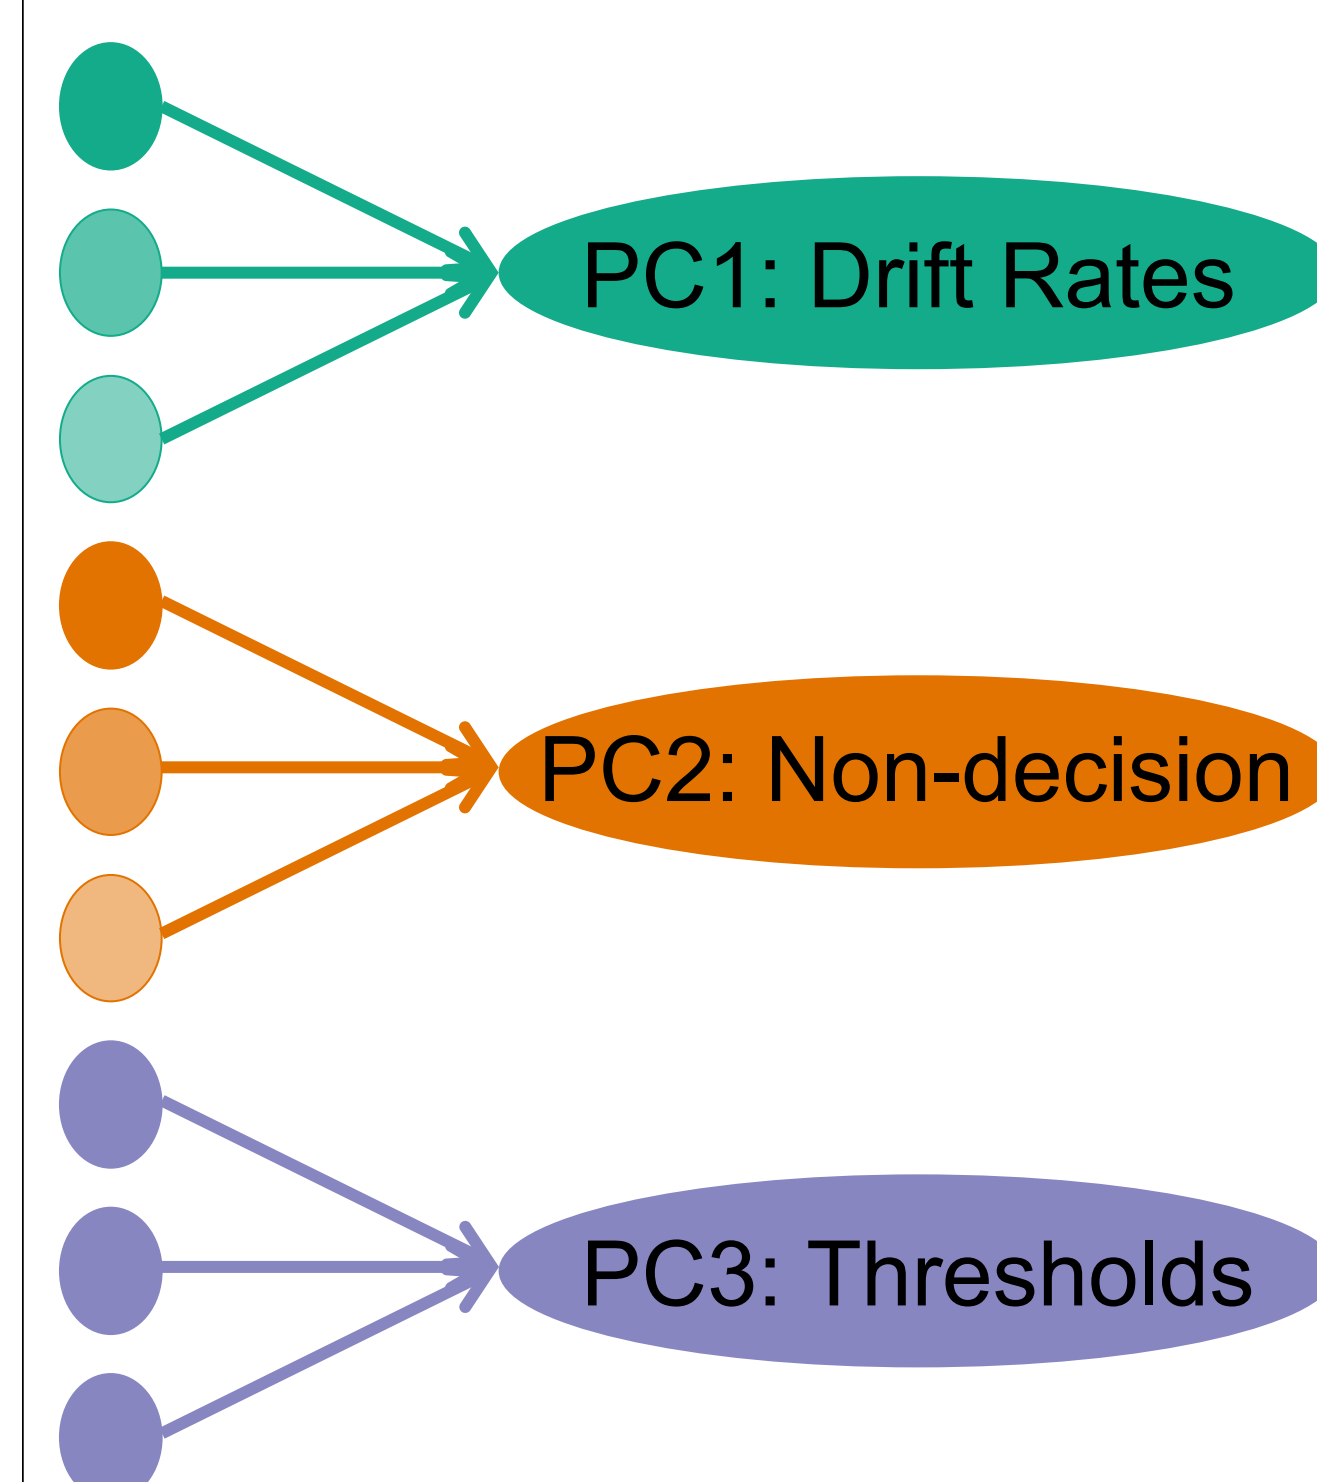 PC1: Drift Rates
PC2: Non-decision
PC3: Thresholds